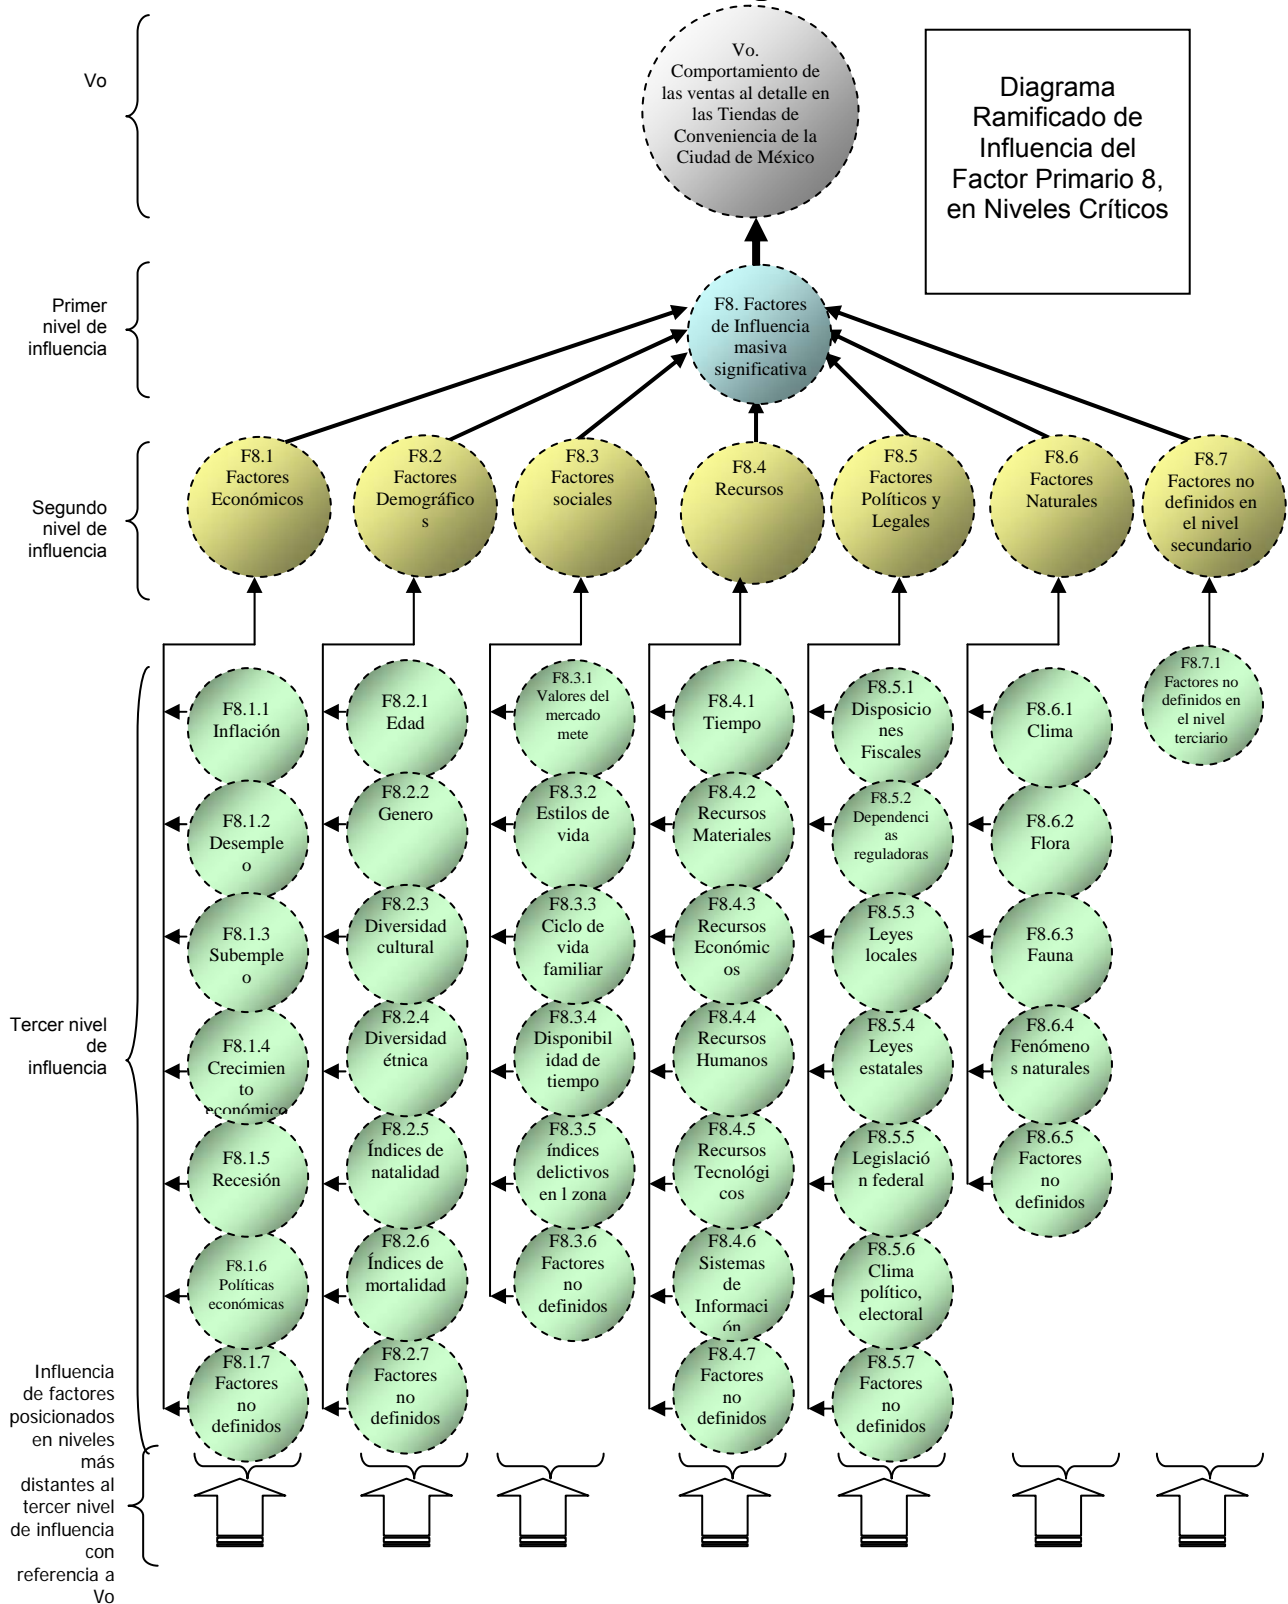 Vo
Vo.
Comportamiento de
las ventas al detalle en
las Tiendas de
Conveniencia de la
Ciudad de México
Diagrama
Ramificado de
Influencia del
Factor Primario 8,
en Niveles Críticos
Primer
nivel de
influencia
F8. Factores
de Influencia
masiva
significativa
Segundo
nivel de
influencia
F8.1
Factores
Económicos
F8.2
Factores
Demográfico
s
F8.3
Factores
sociales
F8.4
Recursos
F8.5
Factores
Políticos y
Legales
F8.6
Factores
Naturales
F8.7
Factores no
definidos en
el nivel
secundario
Tercer nivel
de
influencia
F8.1.1
Inflación
F8.1.2
Desemple
o
F8.1.3
Subemple
o
F8.1.4
Crecimien
to
económico
F8.1.5
Recesión
F8.1.6
Políticas
económicas
F8.1.7
Factores
no
definidos
F8.2.1
Edad
F8.2.2
Genero
F8.2.3
Diversidad
cultural
F8.2.4
Diversidad
étnica
F8.2.5
Índices de
natalidad
F8.2.6
Índices de
mortalidad
F8.2.7
Factores
no
definidos
F8.3.1
Valores del
mercado
mete
F8.3.2
Estilos de
vida
F8.3.3
Ciclo de
vida
familiar
F8.3.4
Disponibil
idad de
tiempo
F8.3.5
índices
delictivos
en l zona
F8.3.6
Factores
no
definidos
F8.4.1
Tiempo
F8.4.2
Recursos
Materiales
F8.4.3
Recursos
Económic
os
F8.4.4
Recursos
Humanos
F8.4.5
Recursos
Tecnológi
cos
F8.4.6
Sistemas
de
Informaci
ón
F8.4.7
Factores
no
definidos
F8.5.1
Disposicio
nes
Fiscales
F8.5.2
Dependenci
as
reguladoras
F8.5.3
Leyes
locales
F8.5.4
Leyes
estatales
F8.5.5
Legislació
n federal
F8.5.6
Clima
político,
electoral
F8.5.7
Factores
no
definidos
F8.6.1
Clima
F8.6.2
Flora
F8.6.3
Fauna
F8.6.4
Fenómeno
s naturales
F8.6.5
Factores
no
definidos
F8.7.1
Factores no
definidos en
el nivel
terciario
Influencia
de factores
posicionados
en niveles
más
distantes al
tercer nivel
de influencia
con
referencia a
Vo